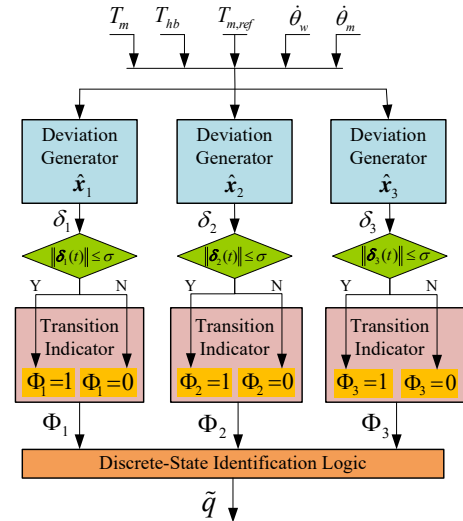 T_m T_hb T_m,ref θ̇_w θ̇_m
Deviation Generator x̂_1
Deviation Generator x̂_2
Deviation Generator x̂_3
δ_1 δ_2 δ_3
‖δ_1(t)‖ ≤ σ ‖δ_2(t)‖ ≤ σ ‖δ_3(t)‖ ≤ σ
Y N Y N Y N
Transition Indicator
Φ_1=1 Φ_1=0
Transition Indicator
Φ_2=1 Φ_2=0
Transition Indicator
Φ_3=1 Φ_3=0
Φ_1 Φ_2 Φ_3
Discrete-State Identification Logic
q̃